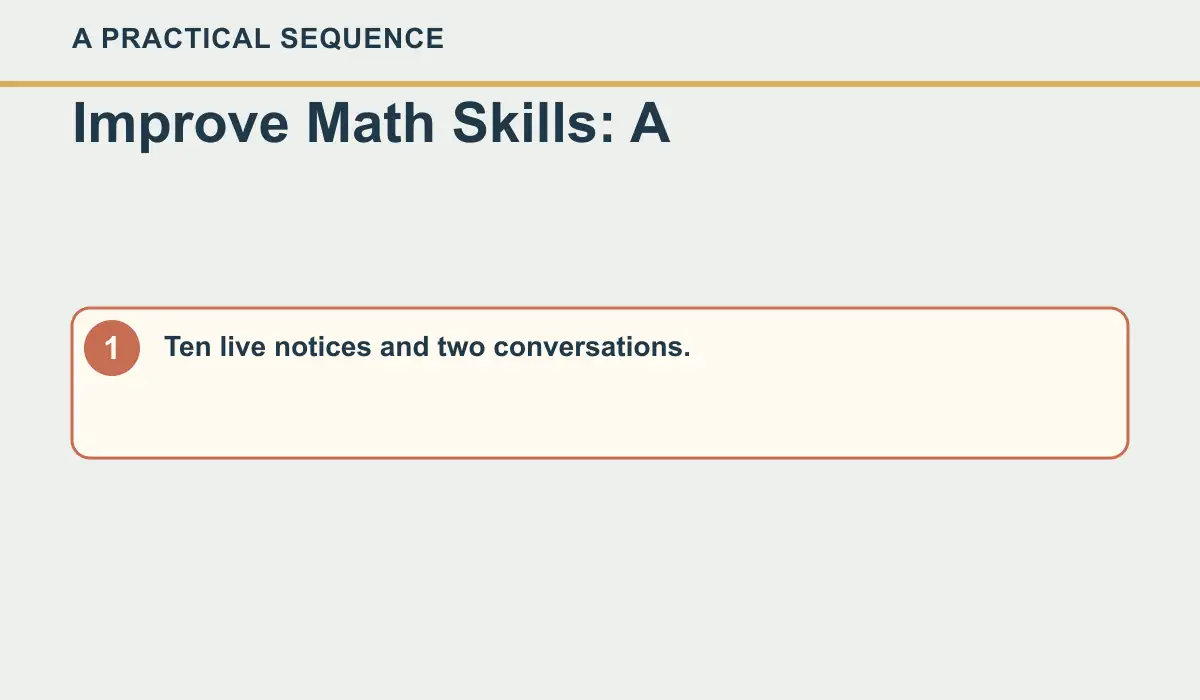 A PRACTICAL SEQUENCE
Improve Math Skills: A
1 Ten live notices and two conversations.